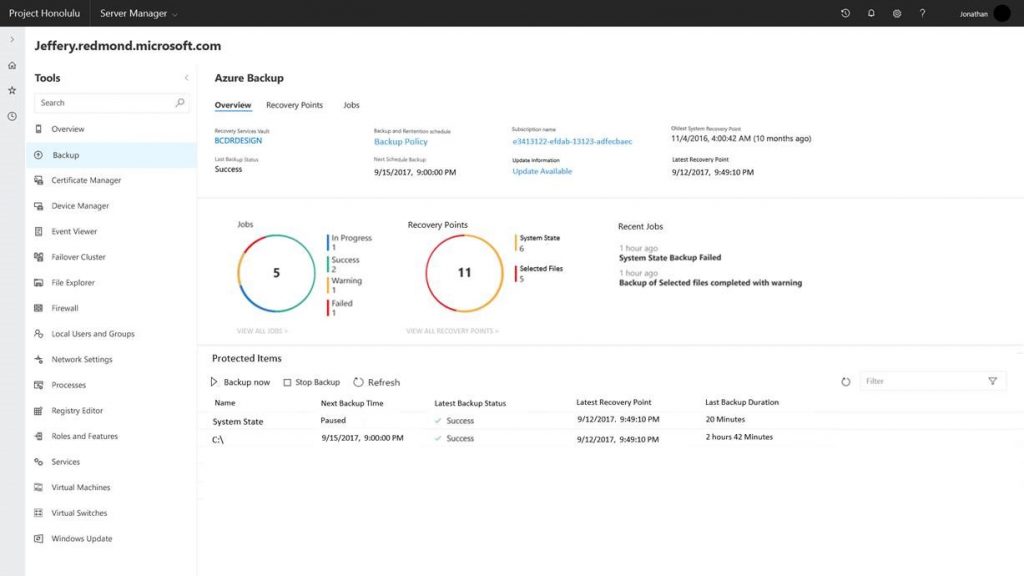 Project Honolulu Server Manager Jonathan
Jeffery.redmond.microsoft.com
Tools
Search
Overview
Backup
Certificate Manager
Device Manager
Event Viewer
Failover Cluster
File Explorer
Firewall
Local Users and Groups
Network Settings
Processes
Registry Editor
Roles and Features
Services
Virtual Machines
Virtual Switches
Windows Update
Azure Backup
Overview Recovery Points Jobs
Recovery Services Vault
BCDRDESIGN
Backup and Rentention schedule
Backup Policy
Subscription name
e3413122-efdab-13123-adfecbaec
Oldest System Recovery Point
11/4/2016, 4:00:42 AM (10 months ago)
Last Backup Status
Success
Next Schedule Backup
9/15/2017, 9:00:00 PM
Update Information
Update Available
Latest Recovery Point
9/12/2017, 9:49:10 PM
Jobs
5
In Progress
1
Success
2
Warning
1
Failed
1
VIEW ALL JOBS >
Recovery Points
11
System State
6
Selected Files
5
VIEW ALL RECOVERY POINTS >
Recent Jobs
1 hour ago
System State Backup Failed
1 hour ago
Backup of Selected files completed with warning
Protected Items
Backup now Stop Backup Refresh Filter
Name Next Backup Time Latest Backup Status Latest Recovery Point Last Backup Duration
System State Paused Success 9/12/2017, 9:49:10 PM 20 Minutes
C:\ 9/15/2017, 9:00:00 PM Success 9/12/2017, 9:49:10 PM 2 hours 42 Minutes